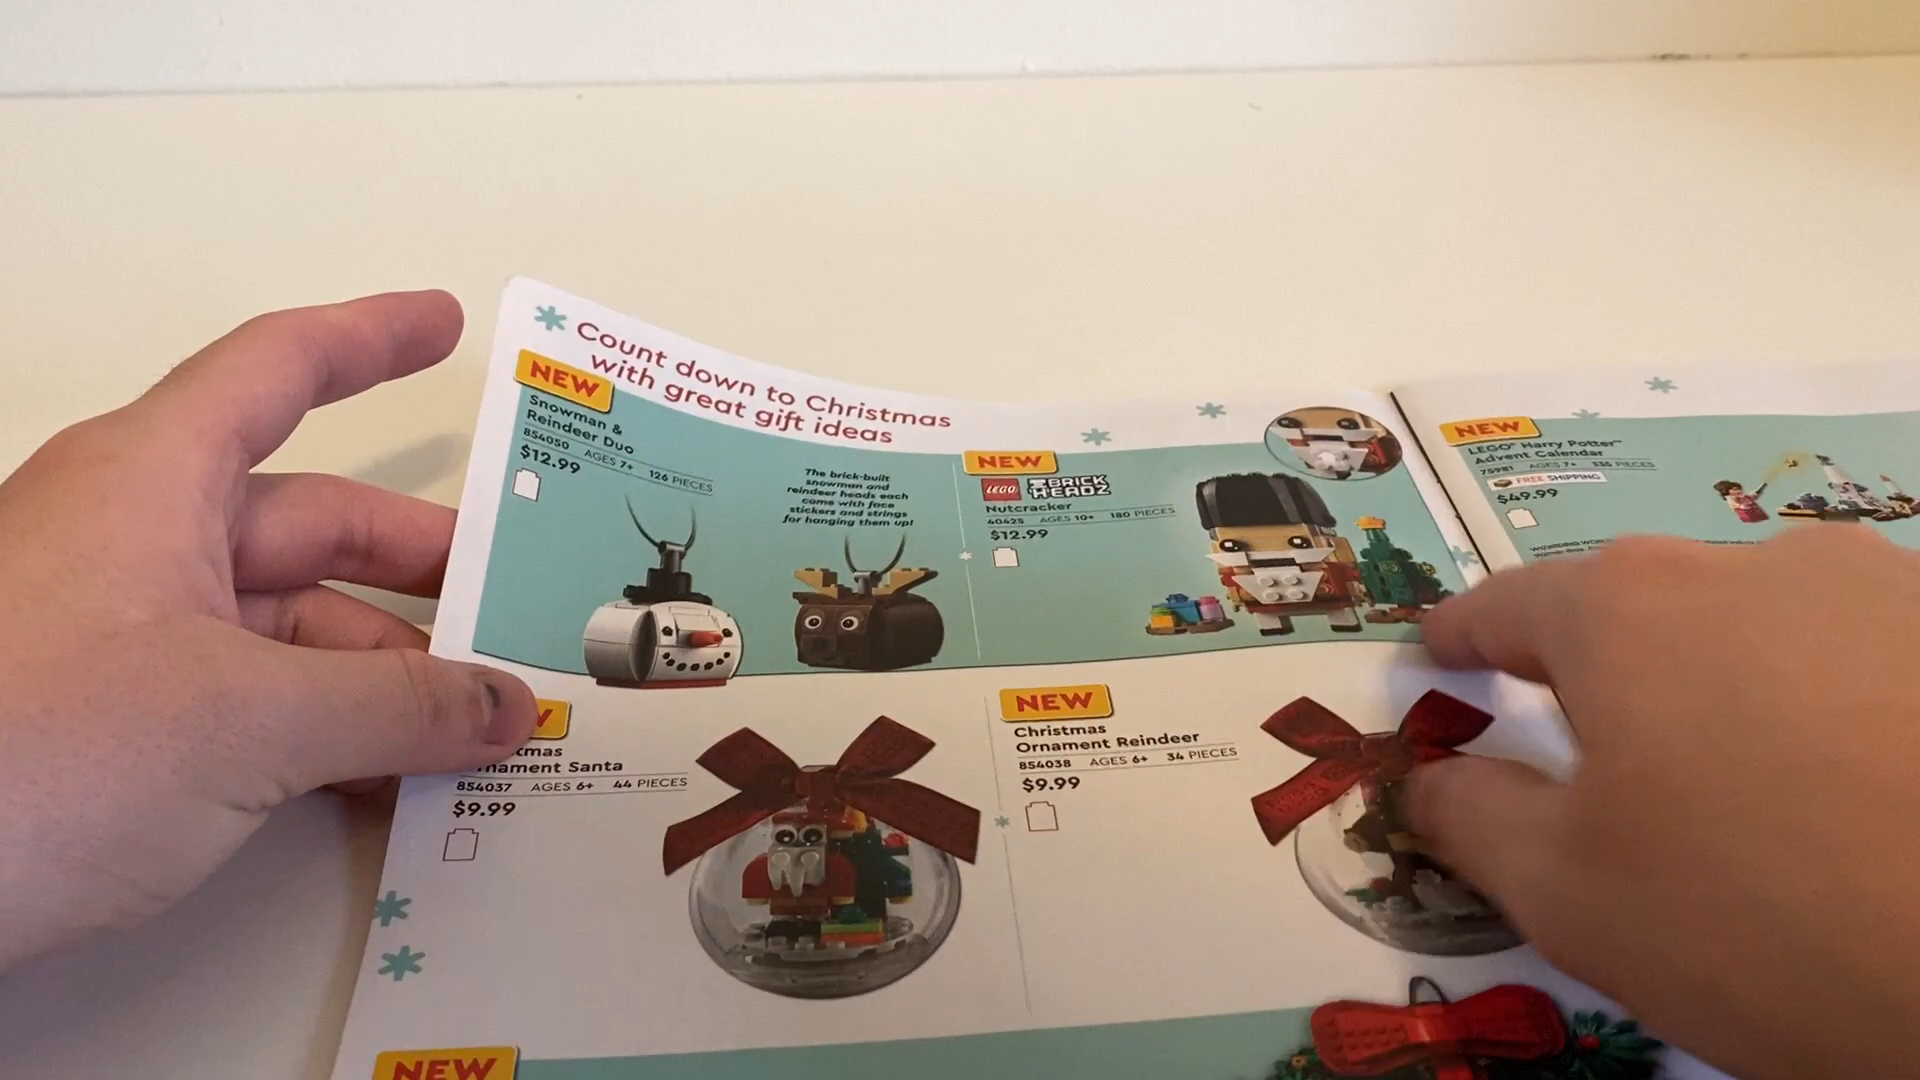 Count down to Christmas
with great gift ideas
NEW
Snowman &
Reindeer Duo
854050 AGES 7+ 126 PIECES
$12.99
The brick-built
snowman and
reindeer heads each
come with face
stickers and strings
for hanging them up!
NEW
LEGO BRICK HEADZ
Nutcracker
40425 AGES 10+ 180 PIECES
$12.99
NEW
LEGO® Harry Potter™
Advent Calendar
75981 AGES 7+ 335 PIECES
FREE SHIPPING
$49.99
tmas
nament Santa
854037 AGES 6+ 44 PIECES
$9.99
NEW
Christmas
Ornament Reindeer
854038 AGES 6+ 34 PIECES
$9.99
NEW